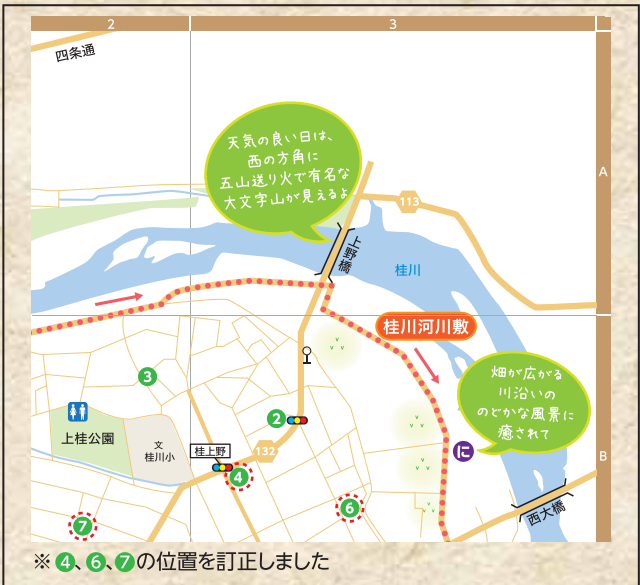 2
3
四条通
天気の良い日は、
西の方角に
五山送り火で有名な
大文字山が見えるよ
A
113
上野橋
桂川
桂川河川敷
畑が広がる
川沿いの
のどかな風景に
癒されて
3
2
上桂公園
文
桂川小
桂上野
132
4
に
B
6
7
西大橋
※4、6、7の位置を訂正しました